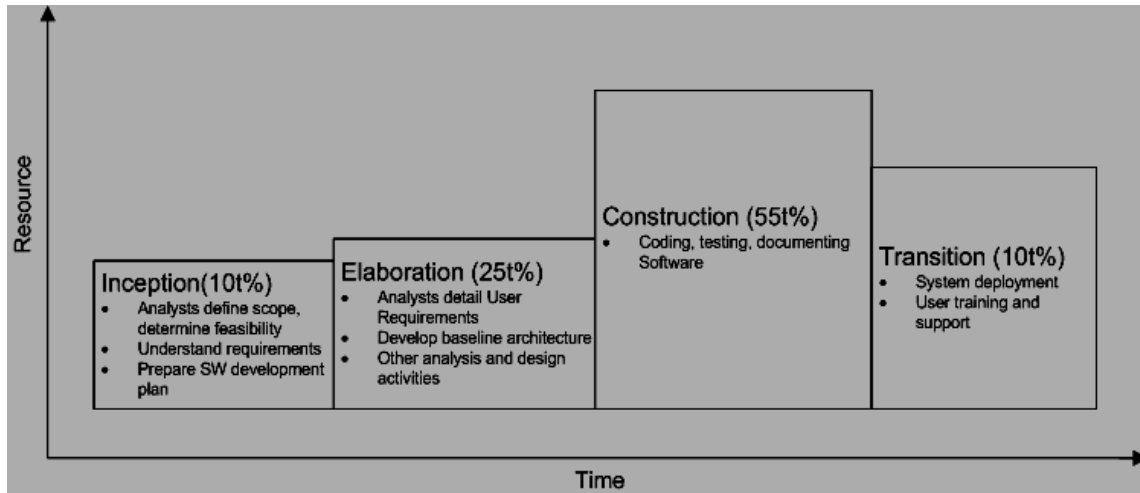 Resource
Inception(10t%)
• Analysts define scope,
determine feasibility
• Understand requirements
• Prepare SW development
plan
Elaboration (25t%)
• Analysts detail User
Requirements
• Develop baseline architecture
• Other analysis and design
activities
Construction (55t%)
• Coding, testing, documenting
Software
Transition (10t%)
• System deployment
• User training and
support
Time